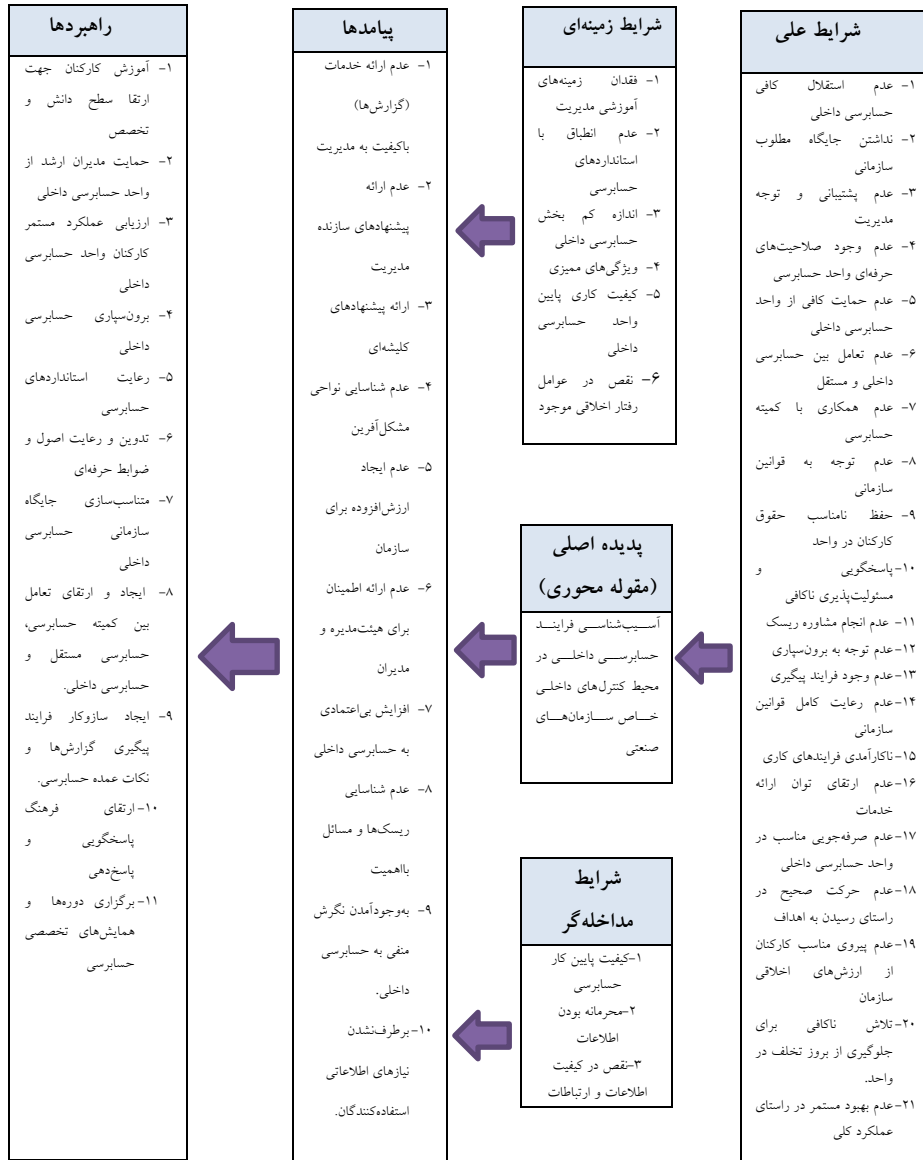 شرایط علی
۱- عدم استقلال کافی
حسابرسی داخلی
۲- نداشتن جایگاه مطلوب
سازمانی
۳- عدم پشتیبانی و توجه
مدیریت
۴- عدم وجود صلاحیت‌های
حرفه‌ای واحد حسابرسی
۵- عدم حمایت کافی از واحد
حسابرسی داخلی
۶- عدم تعامل بین حسابرسی
داخلی و مستقل
۷- عدم همکاری با کمیته
حسابرسی
۸- عدم توجه به قوانین
سازمانی
۹- حفظ نامناسب حقوق
کارکنان در واحد
۱۰- پاسخگویی و
مسئولیت‌پذیری ناکافی
۱۱- عدم انجام مشاوره ریسک
۱۲- عدم توجه به برون‌سپاری
۱۳- عدم وجود فرایند پیگیری
۱۴- عدم رعایت کامل قوانین
سازمانی
۱۵- ناکارآمدی فرایندهای کاری
۱۶- عدم ارتقای توان ارائه
خدمات
۱۷- عدم صرفه‌جویی مناسب در
واحد حسابرسی داخلی
۱۸- عدم حرکت صحیح در
راستای رسیدن به اهداف
۱۹- عدم پیروی مناسب کارکنان
از ارزش‌های اخلاقی
سازمان
۲۰- تلاش ناکافی برای
جلوگیری از بروز تخلف در
واحد.
۲۱- عدم بهبود مستمر در راستای
عملکرد کلی
شرایط زمینه‌ای
۱- فقدان زمینه‌های
آموزشی مدیریت
۲- عدم انطباق با
استانداردهای
حسابرسی
۳- اندازه کم بخش
حسابرسی داخلی
۴- ویژگی‌های ممیزی
۵- کیفیت کاری پایین
واحد حسابرسی
داخلی
۶- نقص در عوامل
رفتار اخلاقی موجود
پدیده اصلی
(مقوله محوری)
آسیب‌شناسی فرایند
حسابرسی داخلی در
محیط کنترل‌های داخلی
خاص سازمان‌های
صنعتی
شرایط
مداخله‌گر
۱-کیفیت پایین کار
حسابرسی
۲-محرمانه بودن
اطلاعات
۳-نقص در کیفیت
اطلاعات و ارتباطات
پیامدها
۱- عدم ارائه خدمات
(گزارش‌ها)
باکیفیت به مدیریت
۲- عدم ارائه
پیشنهادهای سازنده
مدیریت
۳- ارائه پیشنهادهای
کلیشه‌ای
۴- عدم شناسایی نواحی
مشکل‌آفرین
۵- عدم ایجاد
ارزش‌افزوده برای
سازمان
۶- عدم ارائه اطمینان
برای هیئت‌مدیره و
مدیران
۷- افزایش بی‌اعتمادی
به حسابرسی داخلی
۸- عدم شناسایی
ریسک‌ها و مسائل
بااهمیت
۹- به‌وجودآمدن نگرش
منفی به حسابرسی
داخلی.
۱۰- برطرف‌نشدن
نیازهای اطلاعاتی
استفاده‌کنندگان.
راهبردها
۱- آموزش کارکنان جهت
ارتقا سطح دانش و
تخصص
۲- حمایت مدیران ارشد از
واحد حسابرسی داخلی
۳- ارزیابی عملکرد مستمر
کارکنان واحد حسابرسی
داخلی
۴- برون‌سپاری حسابرسی
داخلی
۵- رعایت استانداردهای
حسابرسی
۶- تدوین و رعایت اصول و
ضوابط حرفه‌ای
۷- متناسب‌سازی جایگاه
سازمانی حسابرسی
داخلی
۸- ایجاد و ارتقای تعامل
بین کمیته حسابرسی،
حسابرسی مستقل و
حسابرسی داخلی.
۹- ایجاد سازوکار فرایند
پیگیری گزارش‌ها و
نکات عمده حسابرسی.
۱۰- ارتقای فرهنگ
پاسخگویی و
پاسخ‌دهی
۱۱- برگزاری دوره‌ها و
همایش‌های تخصصی
حسابرسی